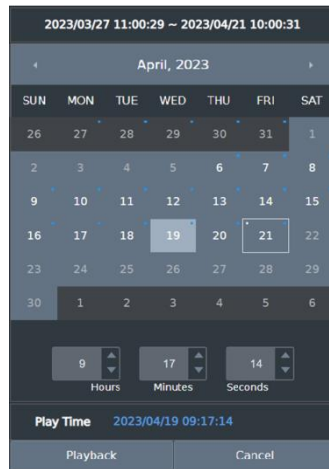 2023/03/27 11:00:29 ~ 2023/04/21 10:00:31
April, 2023
SUN MON TUE WED THU FRI SAT
26 27 28 29 30 31 1
2 3 4 5 6 7 8
9 10 11 12 13 14 15
16 17 18 19 20 21 22
23 24 25 26 27 28 29
30 1 2 3 4 5 6
9 17 14
Hours Minutes Seconds
Play Time 2023/04/19 09:17:14
Playback Cancel